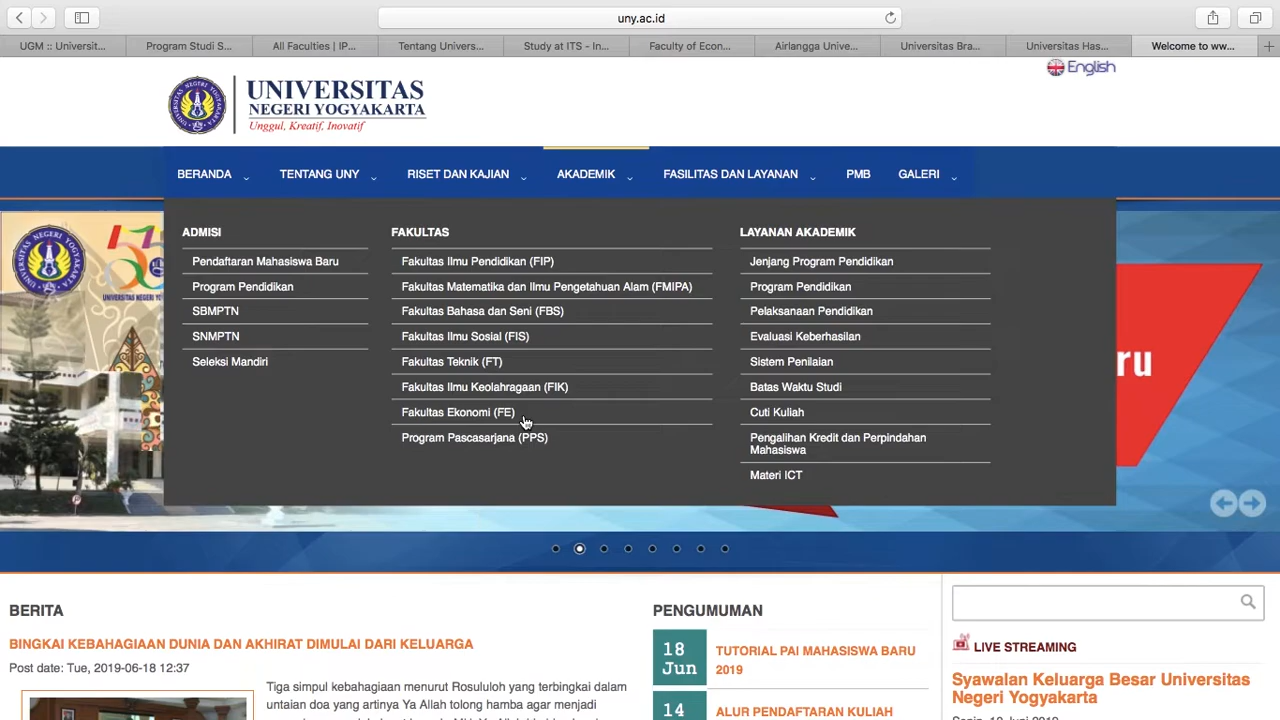 uny.ac.id
UGM :: Universit...
Program Studi S...
All Faculties | IP...
Tentang Univers...
Study at ITS - In...
Faculty of Econ...
Airlangga Unive...
Universitas Bra...
Universitas Has...
Welcome to ww...
English
UNIVERSITAS
NEGERI YOGYAKARTA
Unggul, Kreatif, Inovatif
BERANDA
TENTANG UNY
RISET DAN KAJIAN
AKADEMIK
FASILITAS DAN LAYANAN
PMB
GALERI
ADMISI
Pendaftaran Mahasiswa Baru
Program Pendidikan
SBMPTN
SNMPTN
Seleksi Mandiri
FAKULTAS
Fakultas Ilmu Pendidikan (FIP)
Fakultas Matematika dan Ilmu Pengetahuan Alam (FMIPA)
Fakultas Bahasa dan Seni (FBS)
Fakultas Ilmu Sosial (FIS)
Fakultas Teknik (FT)
Fakultas Ilmu Keolahragaan (FIK)
Fakultas Ekonomi (FE)
Program Pascasarjana (PPS)
LAYANAN AKADEMIK
Jenjang Program Pendidikan
Program Pendidikan
Pelaksanaan Pendidikan
Evaluasi Keberhasilan
Sistem Penilaian
Batas Waktu Studi
Cuti Kuliah
Pengalihan Kredit dan Perpindahan
Mahasiswa
Materi ICT
ru
BERITA
BINGKAI KEBAHAGIAAN DUNIA DAN AKHIRAT DIMULAI DARI KELUARGA
Post date: Tue, 2019-06-18 12:37
Tiga simpul kebahagiaan menurut Rosululoh yang terbingkai dalam
untaian doa yang artinya Ya Allah tolong hamba agar menjadi
PENGUMUMAN
18
Jun
TUTORIAL PAI MAHASISWA BARU
2019
14
ALUR PENDAFTARAN KULIAH
LIVE STREAMING
Syawalan Keluarga Besar Universitas
Negeri Yogyakarta